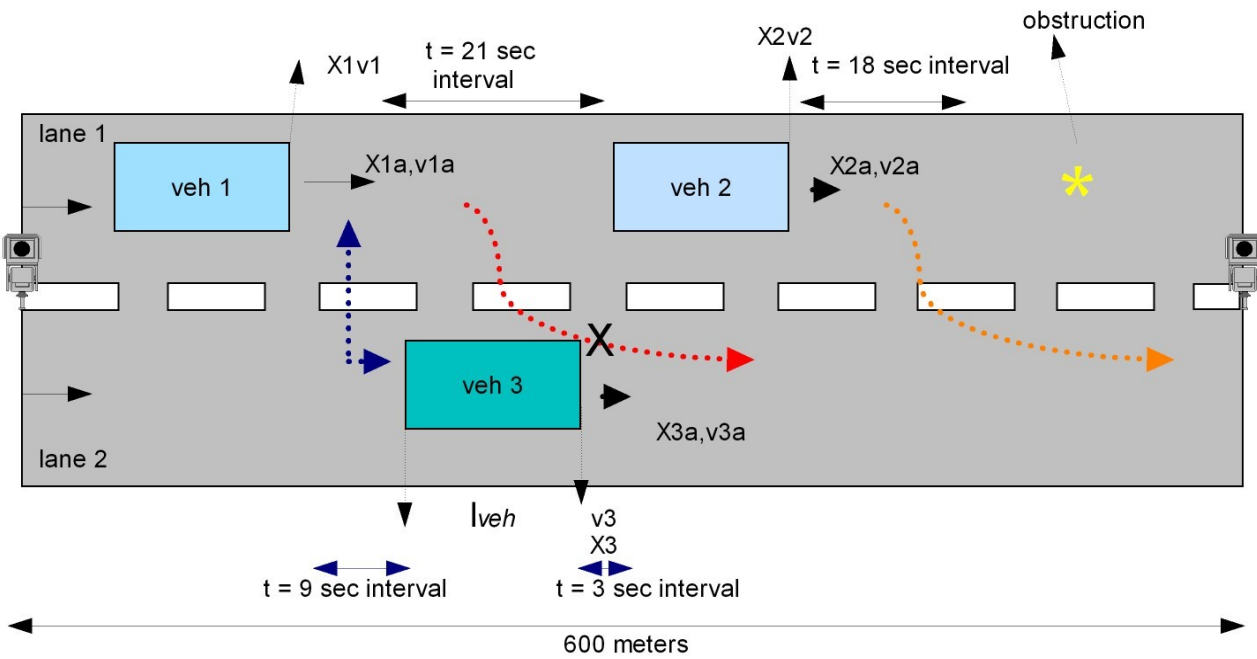 obstruction
X1v1
t = 21 sec
interval
X2v2
t = 18 sec interval
lane 1
veh 1
X1a,v1a
veh 2
X2a,v2a
*
X
veh 3
X3a,v3a
lane 2
lveh
v3
X3
t = 9 sec interval
t = 3 sec interval
600 meters